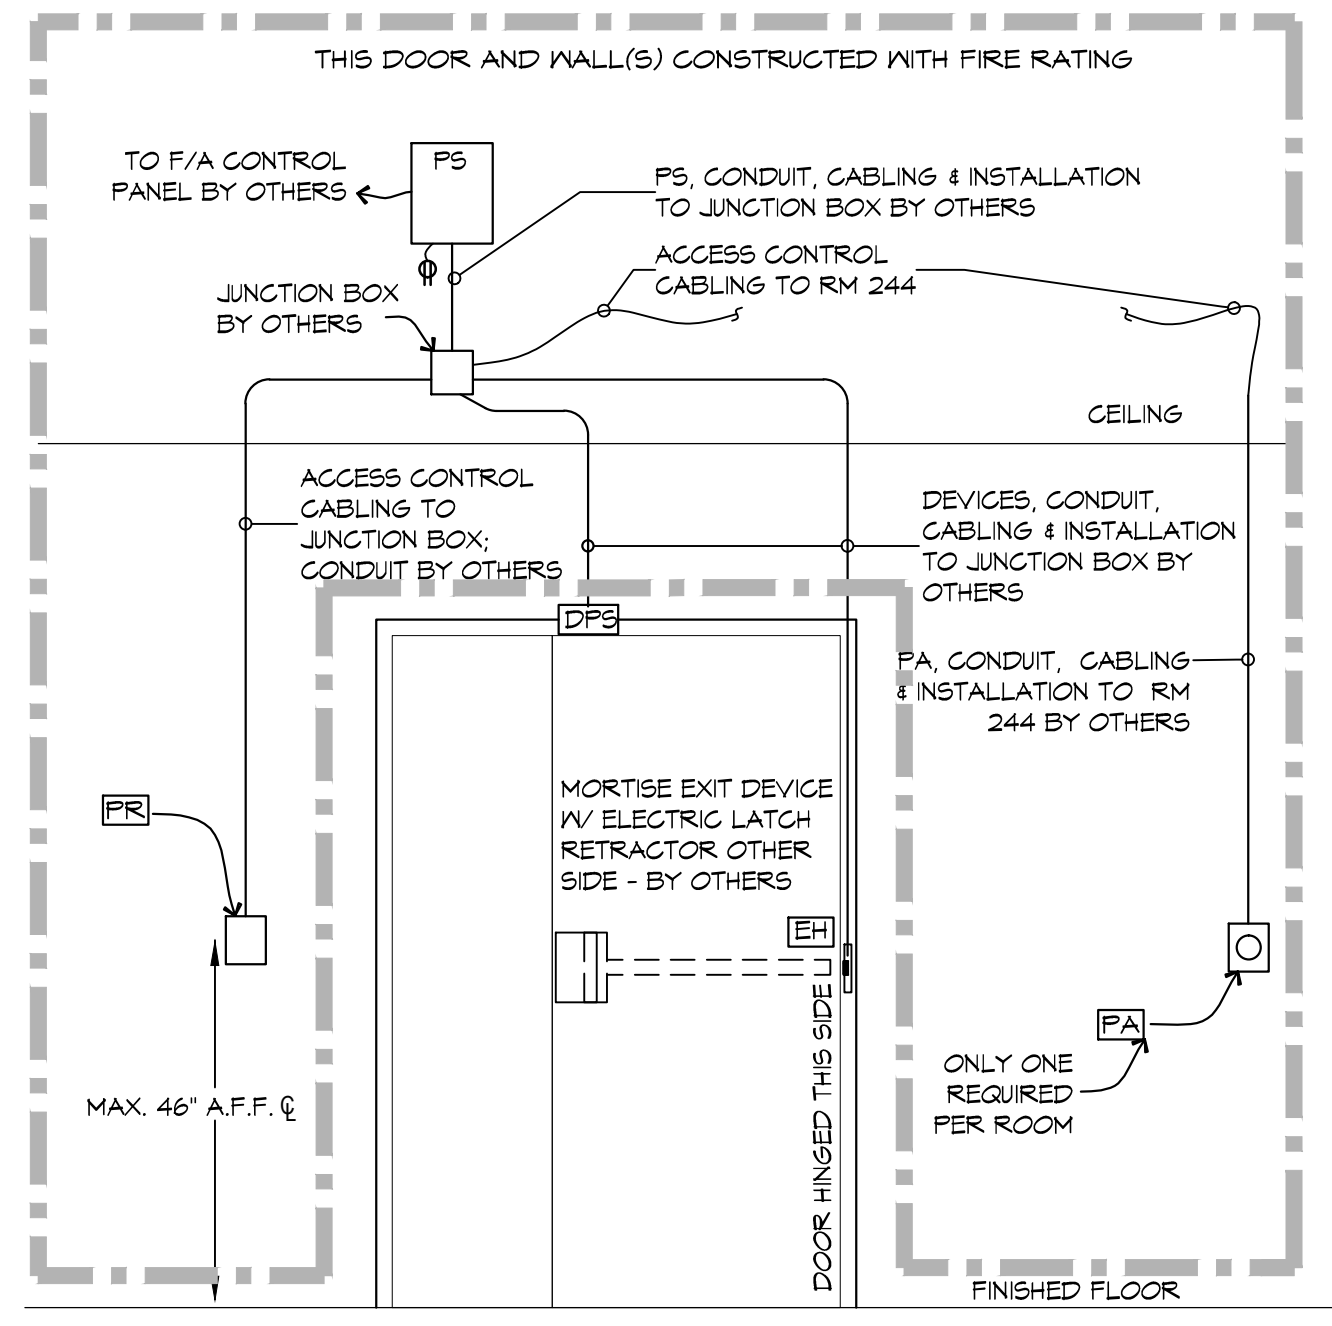 THIS DOOR AND WALL(S) CONSTRUCTED WITH FIRE RATING
TO F/A CONTROL
PANEL BY OTHERS
PS
PS, CONDUIT, CABLING & INSTALLATION
TO JUNCTION BOX BY OTHERS
ACCESS CONTROL
CABLING TO RM 244
JUNCTION BOX
BY OTHERS
CEILING
ACCESS CONTROL
CABLING TO
JUNCTION BOX;
CONDUIT BY OTHERS
DEVICES, CONDUIT,
CABLING & INSTALLATION
TO JUNCTION BOX BY
OTHERS
DPS
PA, CONDUIT, CABLING
& INSTALLATION TO RM
244 BY OTHERS
MORTISE EXIT DEVICE
W/ ELECTRIC LATCH
RETRACTOR OTHER
SIDE - BY OTHERS
PR
EH
DOOR HINGED THIS SIDE
PA
ONLY ONE
REQUIRED
PER ROOM
MAX. 46" A.F.F. ℄
FINISHED FLOOR